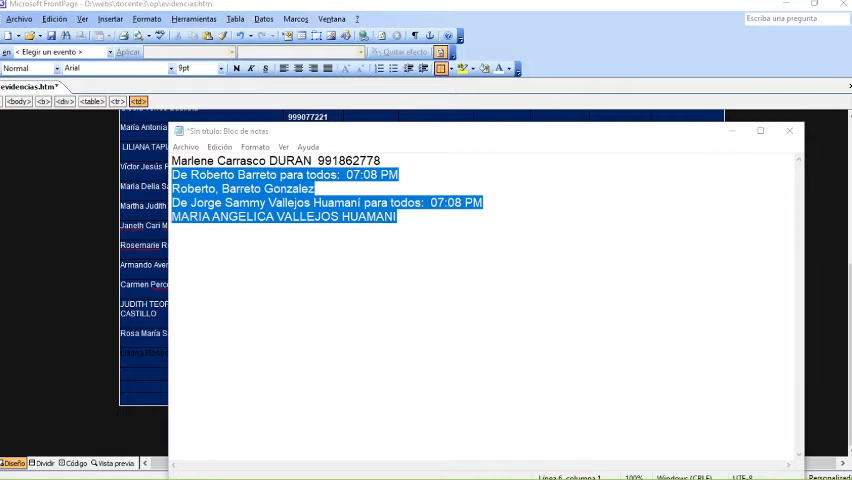 Microsoft FrontPage - D:\webs\docente3\op\evidencias.htm
Archivo Edición Ver Insertar Formato Herramientas Tabla Datos Marcos Ventana ?
Escriba una pregunta
en < Elegir un evento > Aplicar Quitar efecto
Normal Arial 9pt N K S
evidencias.htm*
<body> <b> <div> <table> <tr> <td>
999077221
María Antonia
LILIANA TAPU
Víctor Jesús
María Delia Sa
Martha Judith
Janeth Cari M
Rosemarie R
Armando Aver
Carmen Perce
JUDITH TEOF
CASTILLO
Rosa María S
*Sin título: Bloc de notas
Archivo Edición Formato Ver Ayuda
Marlene Carrasco DURAN 991862778
De Roberto Barreto para todos: 07:08 PM
Roberto, Barreto Gonzalez
De Jorge Sammy Vallejos Huamaní para todos: 07:08 PM
MARIA ANGELICA VALLEJOS HUAMANI
Diseño Dividir Código Vista previa
Línea 6, columna 1 100% Windows (CRLF) UTF-8
Personalizado